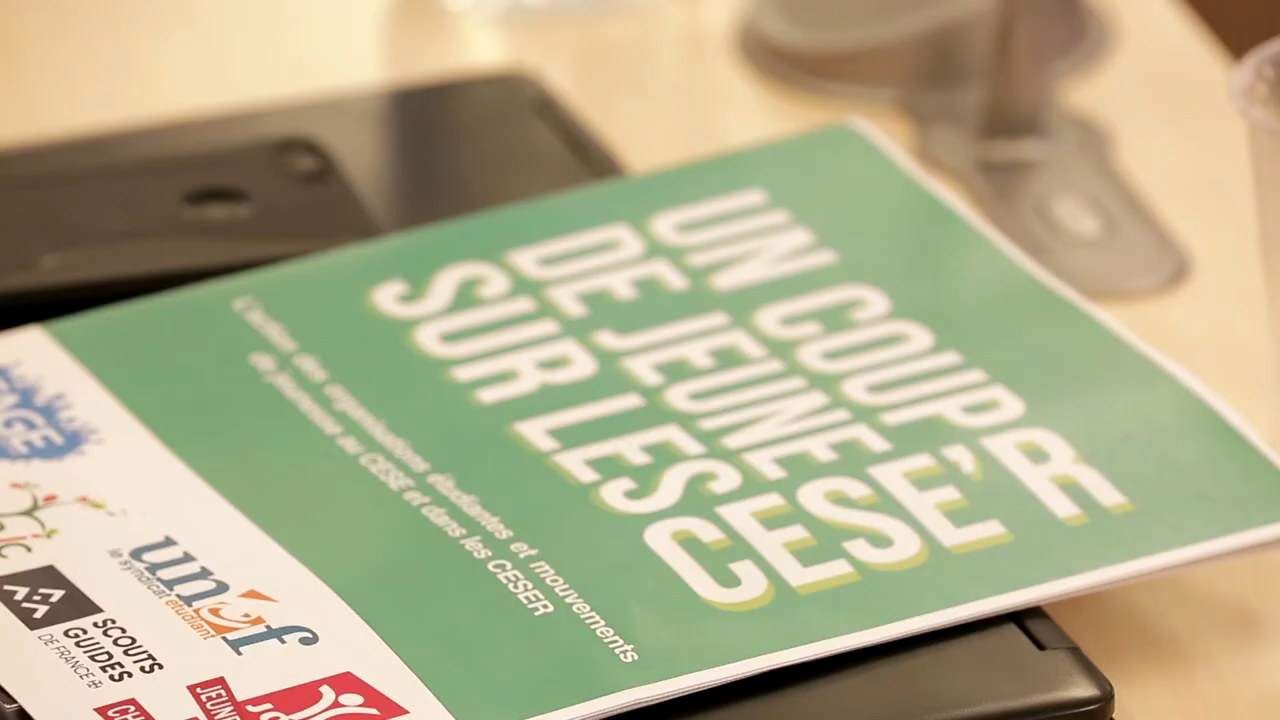 UN COUP
DE JEUNE
SUR LES
CESE'R
L'action des organisations étudiantes et mouvements
de jeunesse au CESE et dans les CESER
unef
le syndicat étudiant
SCOUTS
GUIDES
DE FRANCE